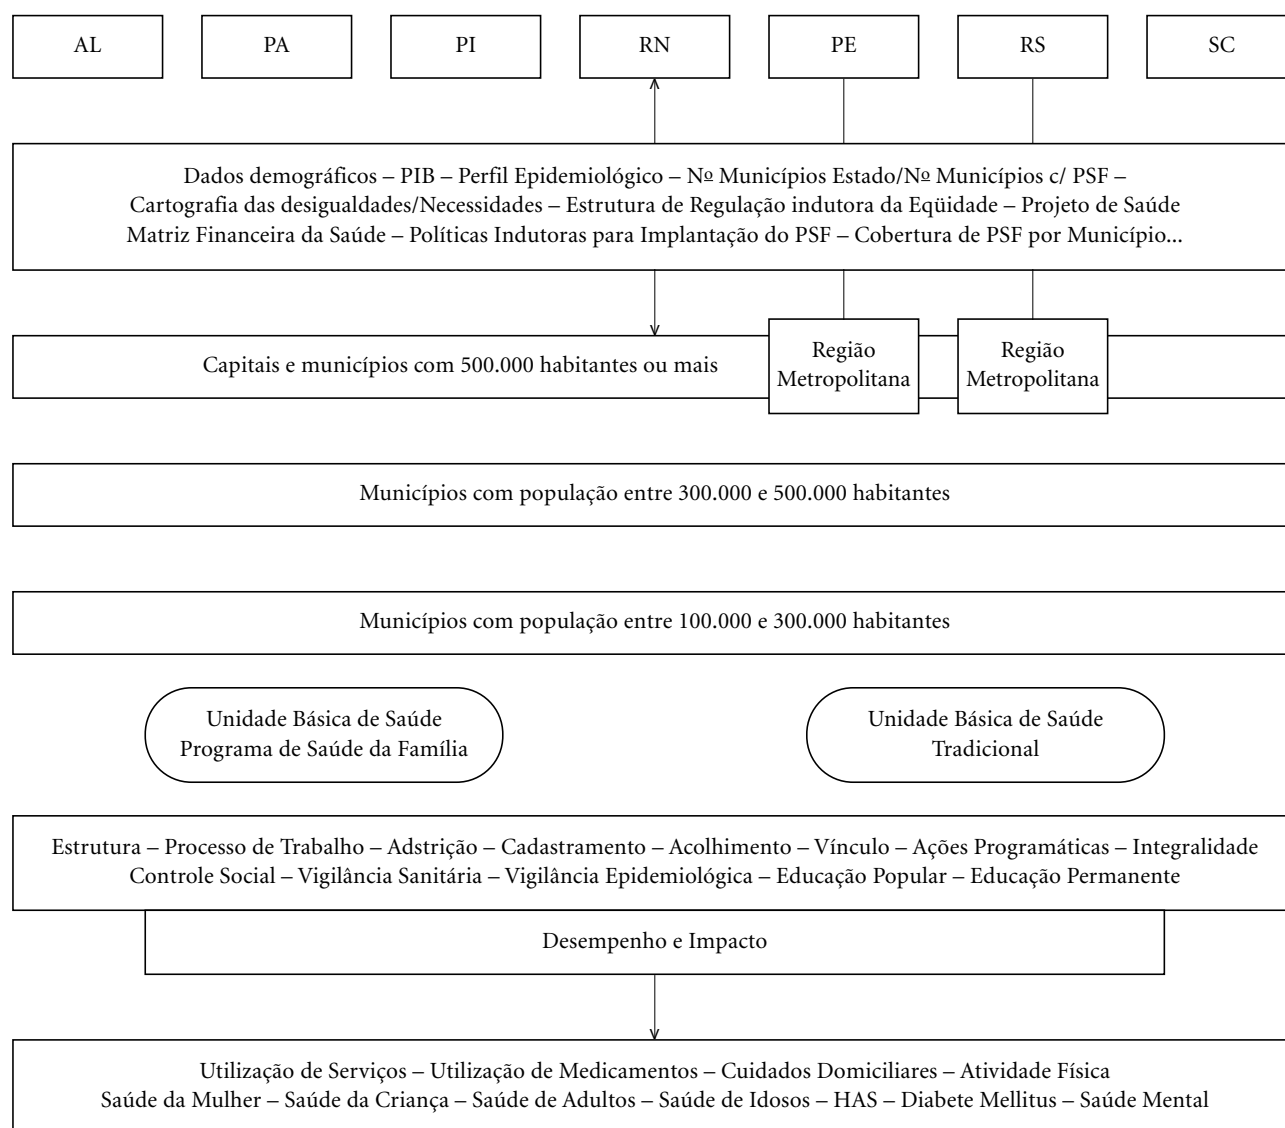 AL
PA
PI
RN
PE
RS
SC
Dados demográficos – PIB – Perfil Epidemiológico – Nº Municípios Estado/Nº Municípios c/ PSF –
Cartografia das desigualdades/Necessidades – Estrutura de Regulação indutora da Eqüidade – Projeto de Saúde
Matriz Financeira da Saúde – Políticas Indutoras para Implantação do PSF – Cobertura de PSF por Município...
Capitais e municípios com 500.000 habitantes ou mais
Região
Metropolitana
Região
Metropolitana
Municípios com população entre 300.000 e 500.000 habitantes
Municípios com população entre 100.000 e 300.000 habitantes
Unidade Básica de Saúde
Programa de Saúde da Família
Unidade Básica de Saúde
Tradicional
Estrutura – Processo de Trabalho – Adstrição – Cadastramento – Acolhimento – Vínculo – Ações Programáticas – Integralidade
Controle Social – Vigilância Sanitária – Vigilância Epidemiológica – Educação Popular – Educação Permanente
Desempenho e Impacto
Utilização de Serviços – Utilização de Medicamentos – Cuidados Domiciliares – Atividade Física
Saúde da Mulher – Saúde da Criança – Saúde de Adultos – Saúde de Idosos – HAS – Diabete Mellitus – Saúde Mental